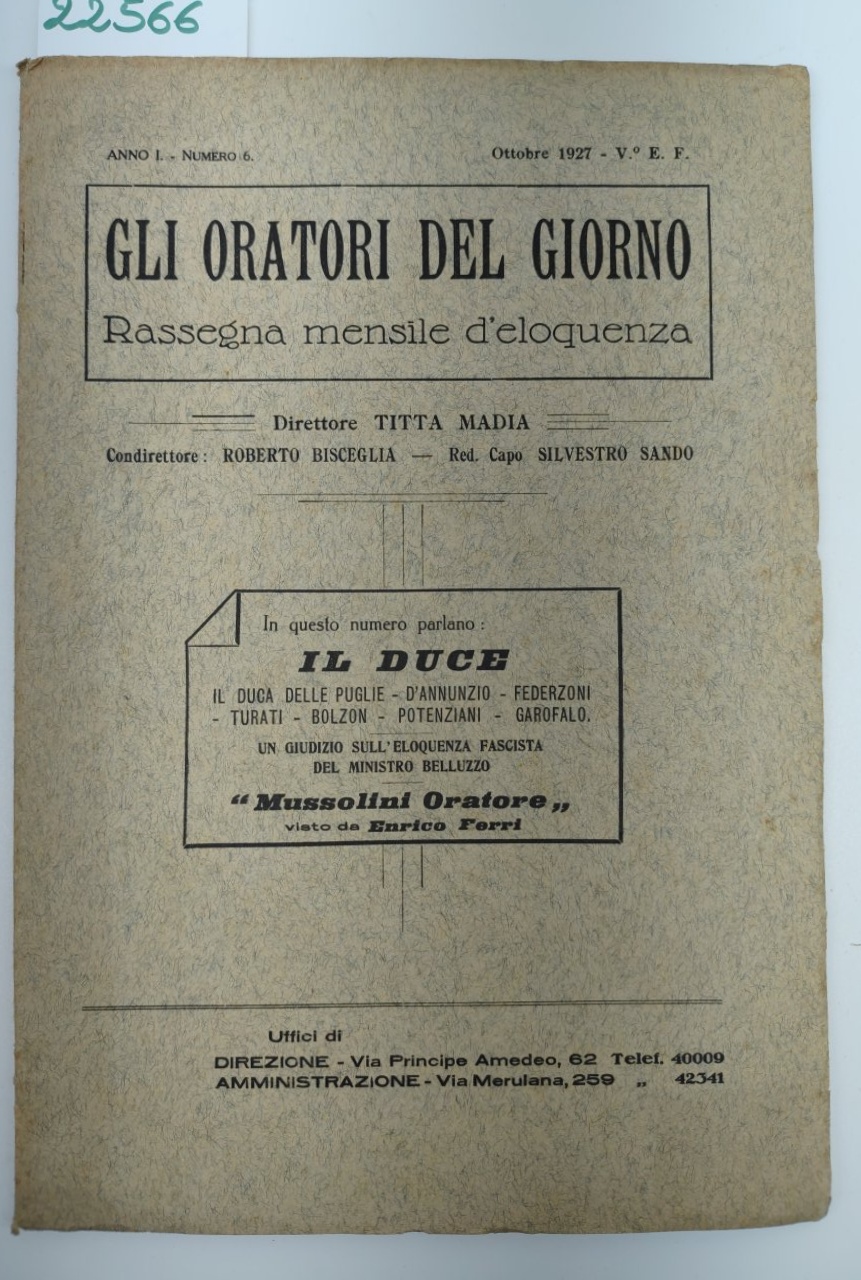 22566
ANNO I. - NUMERO 6.
Ottobre 1927 - V.º E. F.
GLI ORATORI DEL GIORNO
Rassegna mensile d'eloquenza
Direttore TITTA MADIA
Condirettore: ROBERTO BISCEGLIA — Red. Capo SILVESTRO SANDO
In questo numero parlano:
IL DUCE
IL DUCA DELLE PUGLIE - D'ANNUNZIO - FEDERZONI
- TURATI - BOLZON - POTENZIANI - GAROFALO.
UN GIUDIZIO SULL'ELOQUENZA FASCISTA
DEL MINISTRO BELLUZZO
“Mussolini Oratore„
visto da Enrico Ferri
Uffici di
DIREZIONE - Via Principe Amedeo, 62 Telef. 40009
AMMINISTRAZIONE - Via Merulana, 259 „ 42341